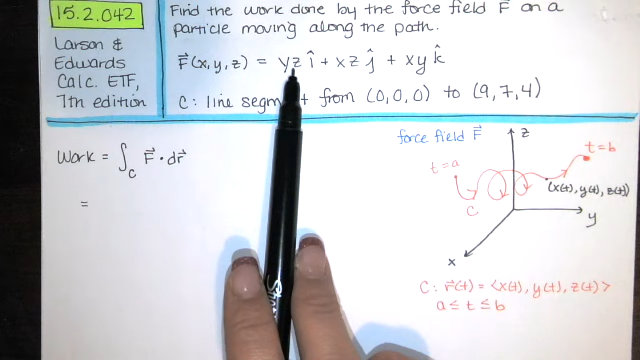 15.2.042
Larson &
Edwards
Calc. ETF,
7th edition
Find the work done by the force field F⃗ on a
particle moving along the path.
F⃗(x,y,z) = yz î + xz ĵ + xy k̂
C: line segment from (0,0,0) to (9,7,4)
Work = ∫_C F⃗ · dr⃗
=
force field F⃗
z
t = b
t = a
(x(t), y(t), z(t))
C
y
x
C: r⃗(t) = <x(t), y(t), z(t)>
a ≤ t ≤ b